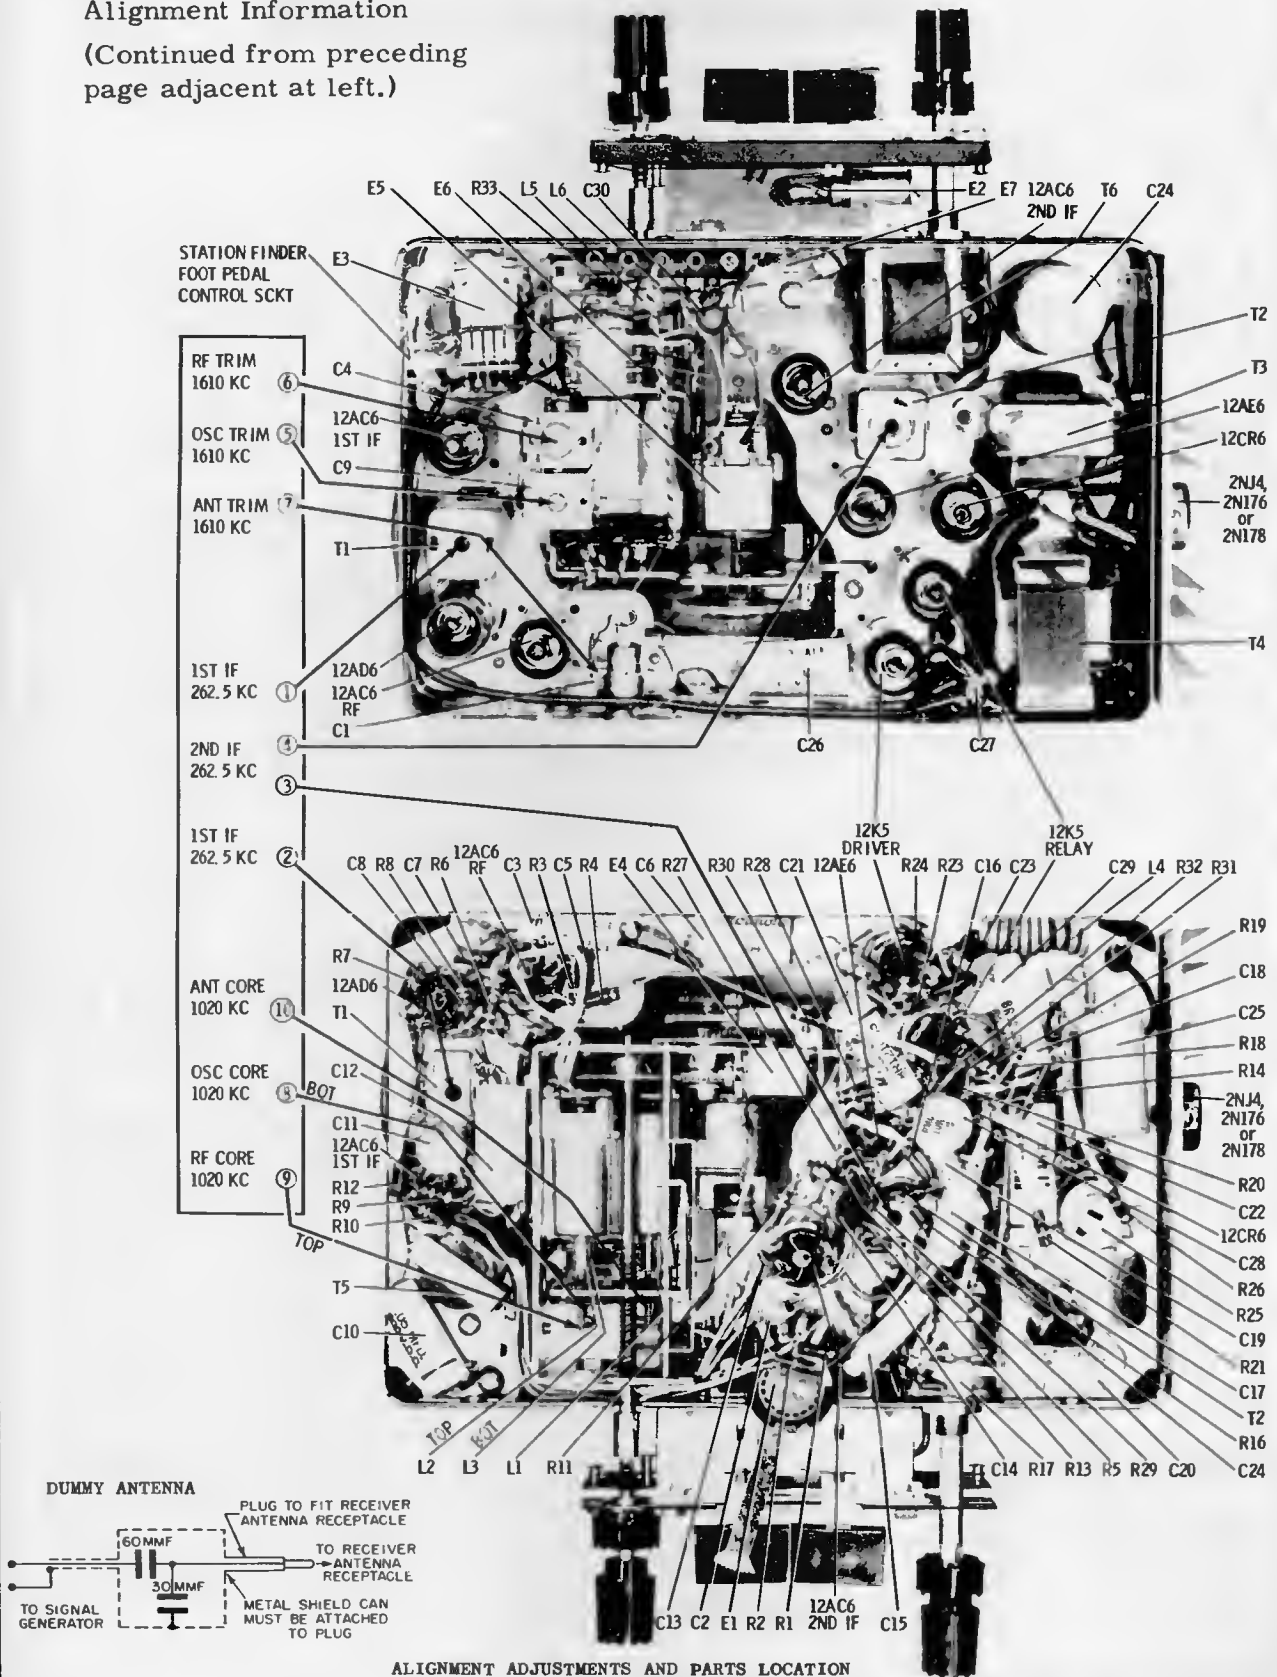 Alignment Information
(Continued from preceding
page adjacent at left.)
E5 E6 R33 L5 L6 C30 E2 E7 12AC6 T6 C24
2ND IF
STATION FINDER
FOOT PEDAL
CONTROL SCKT
E3
RF TRIM
1610 KC 6
C4
OSC TRIM 5
1610 KC
12AC6
1ST IF
C9
ANT TRIM 7
1610 KC
T1
1ST IF
262.5 KC 1
12AD6
12AC6
RF
C1
2ND IF 4
262.5 KC
3
1ST IF
262.5 KC 2
T2
T3
12AE6
12CR6
2NJ4,
2N176
or
2N178
T4
C26 C27
12K5
DRIVER
12K5
RELAY
C8 R8 C7 R6 12AC6
RF C3 R3 C5 R4 E4 C6 R27 R30 R28 C21 12AE6 R24 R23 C16 C23 C29 L4 R32 R31
R7
12AD6
T1
ANT CORE
1020 KC 10
C12
OSC CORE
1020 KC 8 BOT
C11
12AC6
1ST IF
RF CORE
1020 KC 9
R12
R9
R10
TOP
T5
C10
R19
C18
C25
R18
R14
2NJ4,
2N176
or
2N178
R20
C22
12CR6
C28
R26
R25
C19
R21
C17
T2
R16
C24
TOP BOT
L2 L3 L1 R11 C14 R17 R13 R5 R29 C20
C13 C2 E1 R2 R1 12AC6
2ND IF C15
DUMMY ANTENNA
PLUG TO FIT RECEIVER
ANTENNA RECEPTACLE
60 MMF
TO RECEIVER
ANTENNA
RECEPTACLE
30 MMF
TO SIGNAL
GENERATOR
METAL SHIELD CAN
MUST BE ATTACHED
TO PLUG
ALIGNMENT ADJUSTMENTS AND PARTS LOCATION